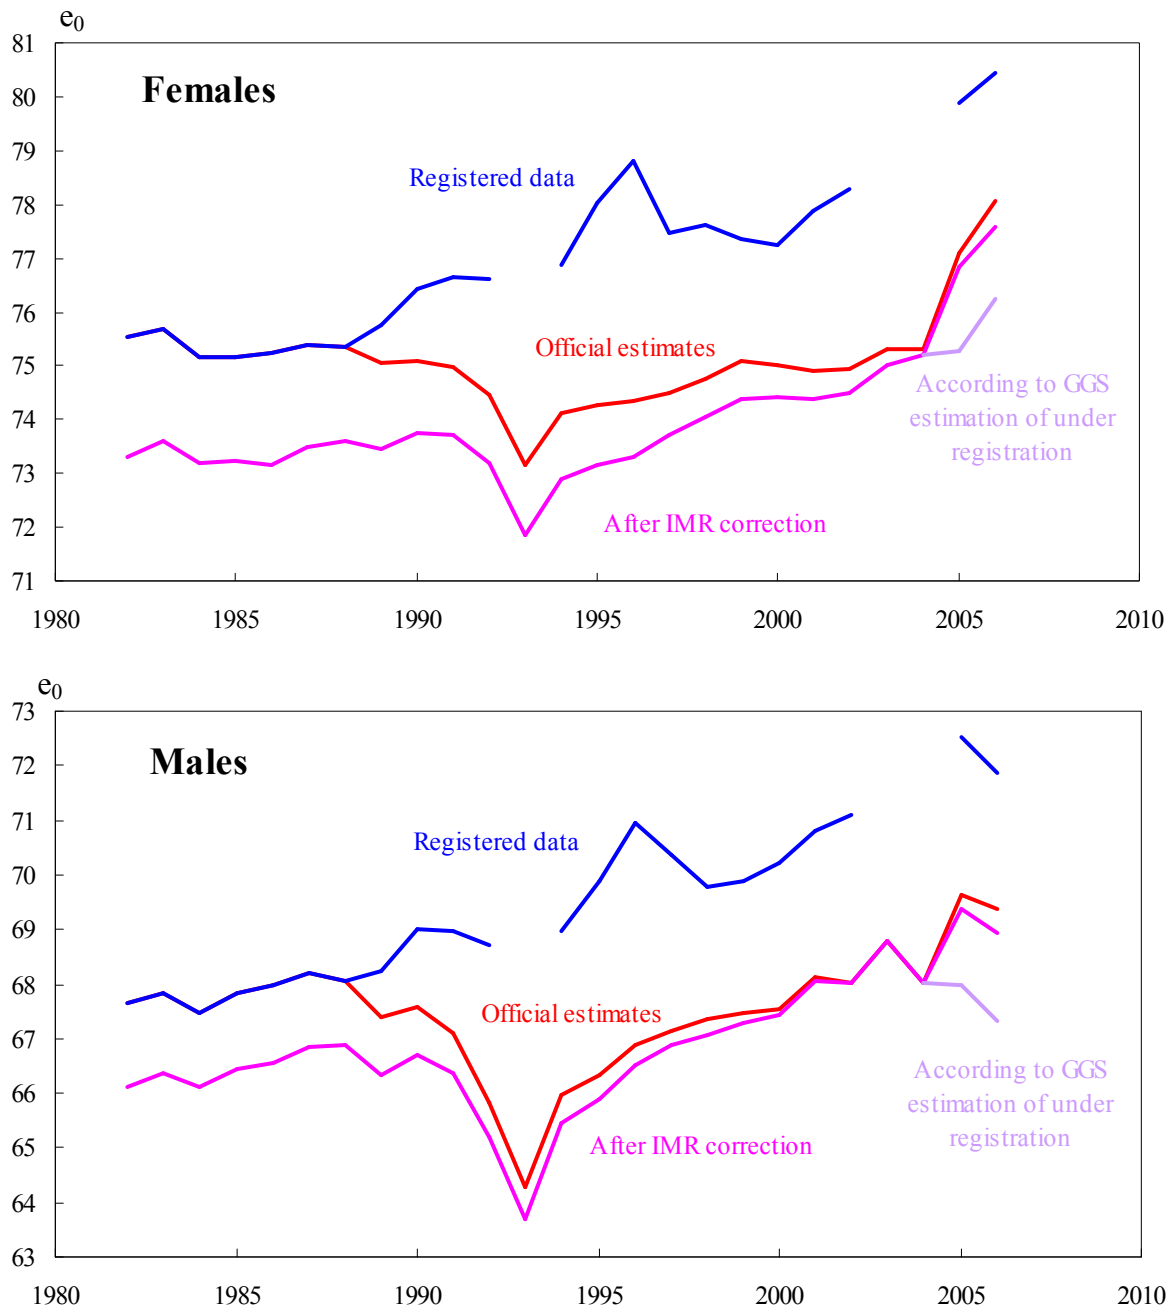 e0
81
Females
80
79
Registered data
78
77
76
Official estimates
75
According to GGS
estimation of under
registration
74
73
After IMR correction
72
71
1980
1985
1990
1995
2000
2005
2010
e0
73
Males
72
71
Registered data
70
69
68
Official estimates
67
According to GGS
estimation of under
registration
66
65
After IMR correction
64
63
1980
1985
1990
1995
2000
2005
2010